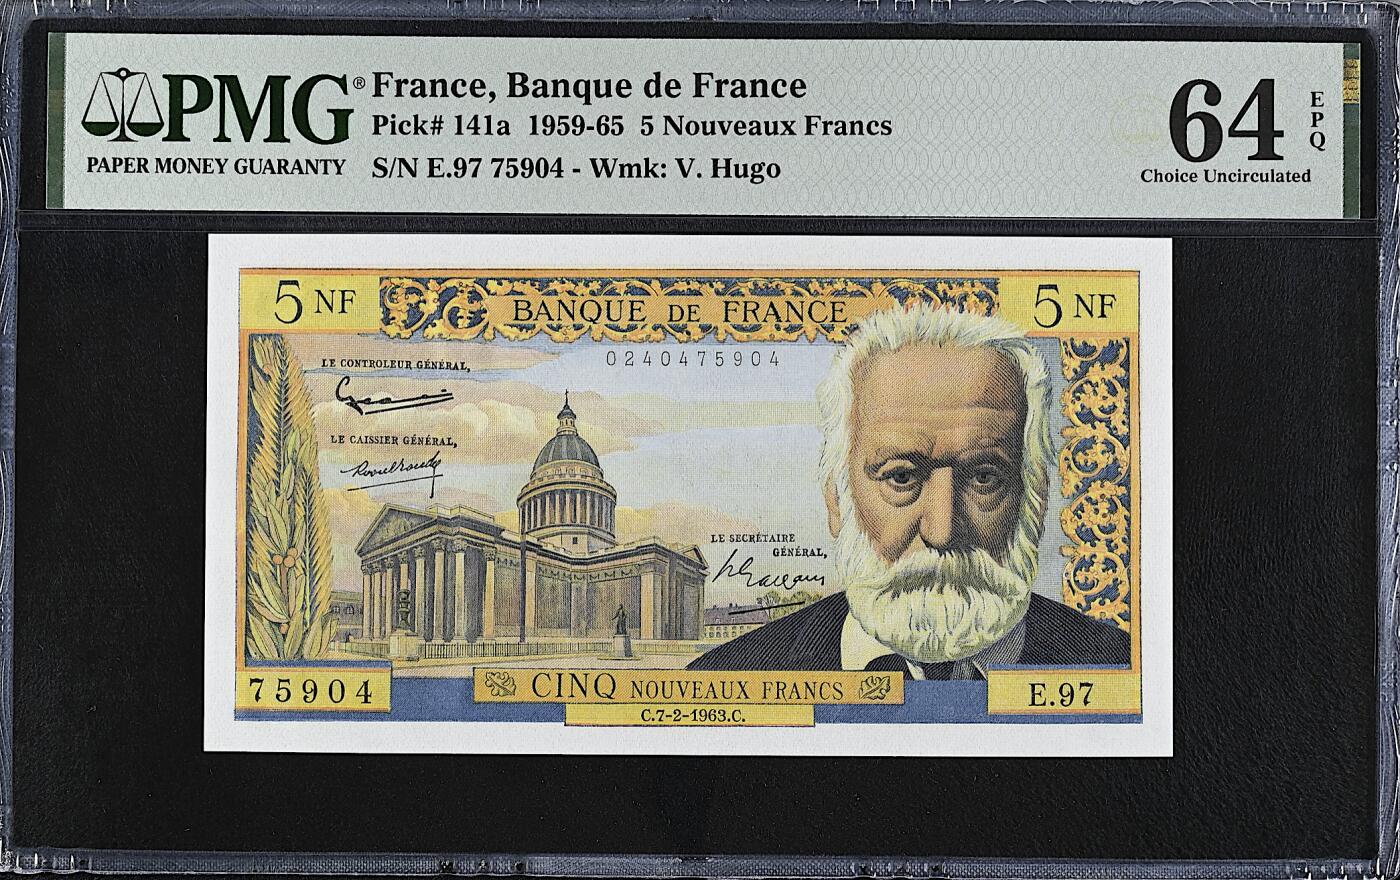 PMG®
PAPER MONEY GUARANTY
France, Banque de France
Pick# 141a 1959-65 5 Nouveaux Francs
S/N E.97 75904 - Wmk: V. Hugo
64
EPQ
Choice Uncirculated
5 NF
BANQUE DE FRANCE
5 NF
0240475904
LE CONTROLEUR GÉNÉRAL,
LE CAISSIER GÉNÉRAL,
LE SECRÉTAIRE
GÉNÉRAL,
75904
CINQ NOUVEAUX FRANCS
E.97
C.7-2-1963.C.